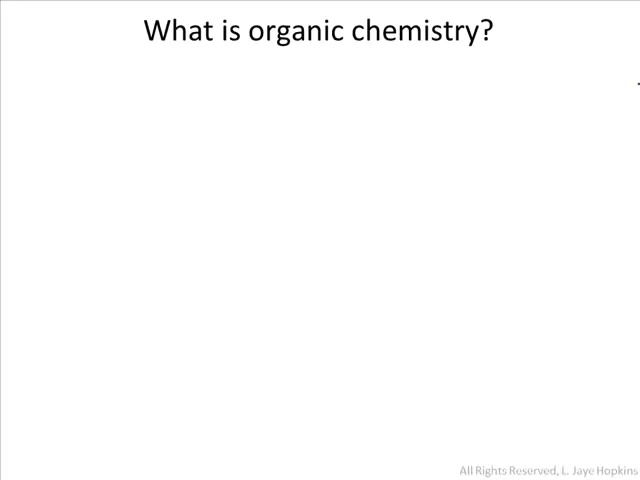 What is organic chemistry?
All Rights Reserved, L. Jaye Hopkins